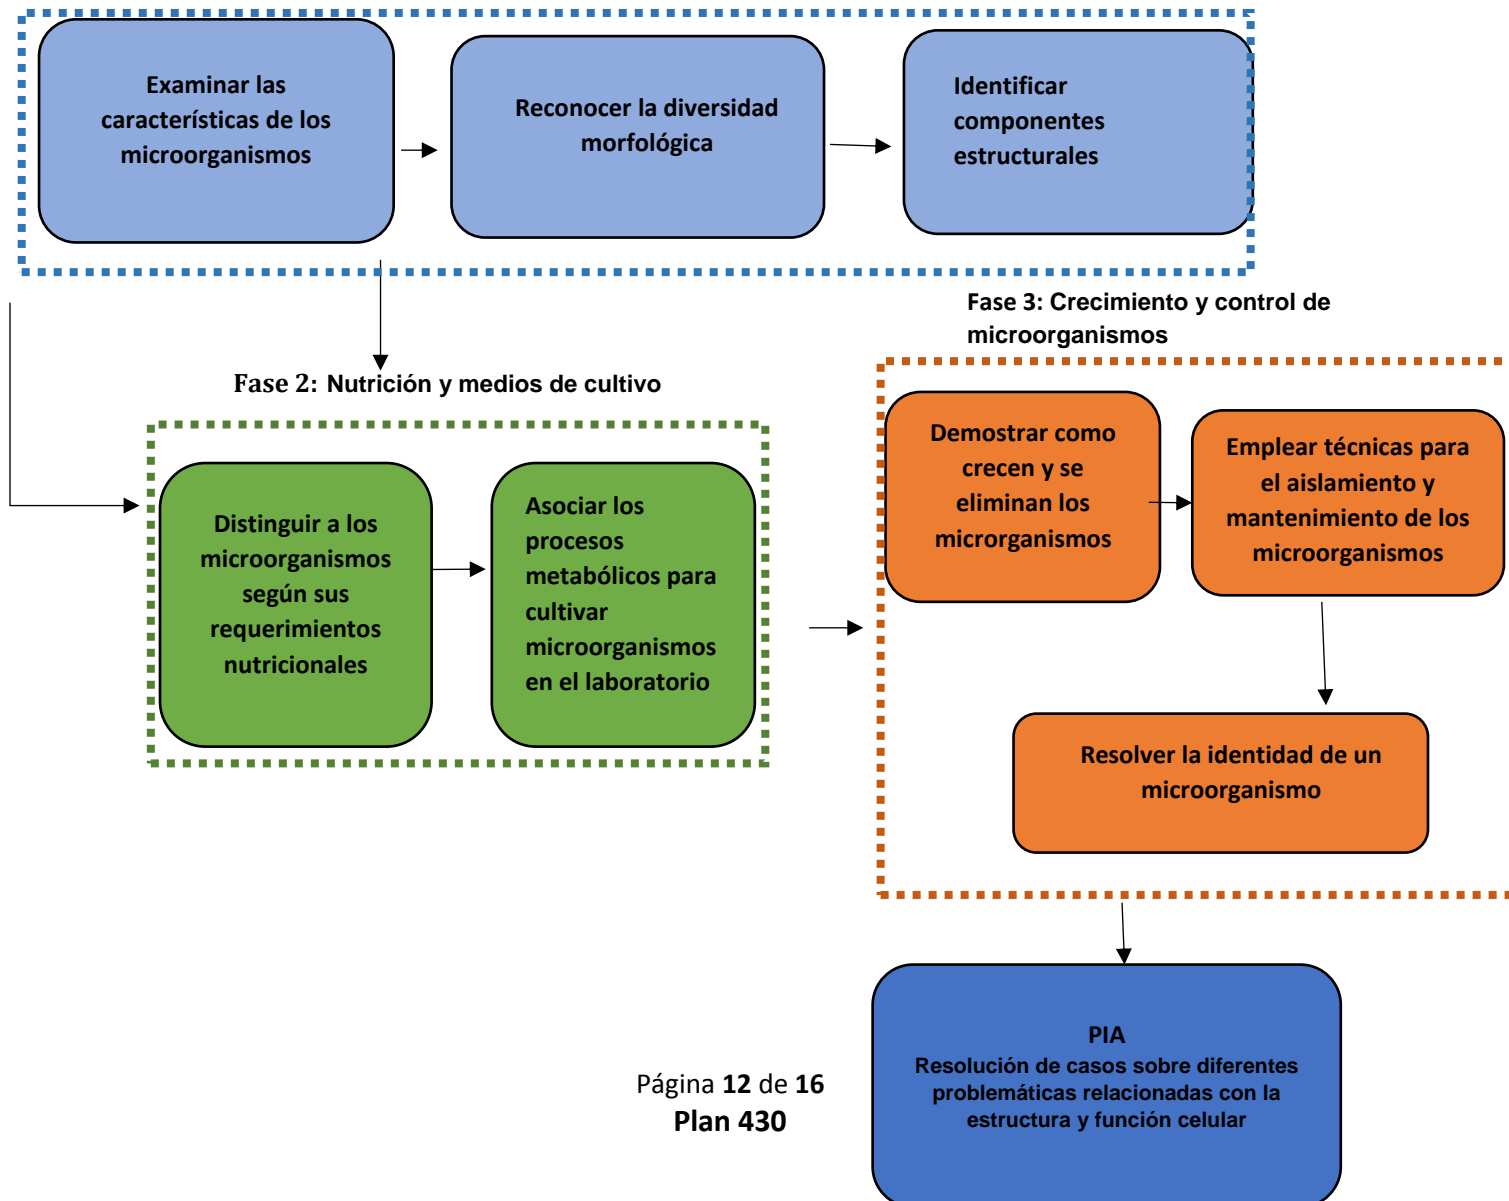 Examinar las
características de los
microorganismos
Reconocer la diversidad
morfológica
Identificar
componentes
estructurales
Fase 2: Nutrición y medios de cultivo
Distinguir a los
microorganismos
según sus
requerimientos
nutricionales
Asociar los
procesos
metabólicos para
cultivar
microorganismos
en el laboratorio
Fase 3: Crecimiento y control de
microorganismos
Demostrar como
crecen y se
eliminan los
microrganismos
Emplear técnicas para
el aislamiento y
mantenimiento de los
microorganismos
Resolver la identidad de un
microorganismo
PIA
Resolución de casos sobre diferentes
problemáticas relacionadas con la
estructura y función celular
Página 12 de 16
Plan 430